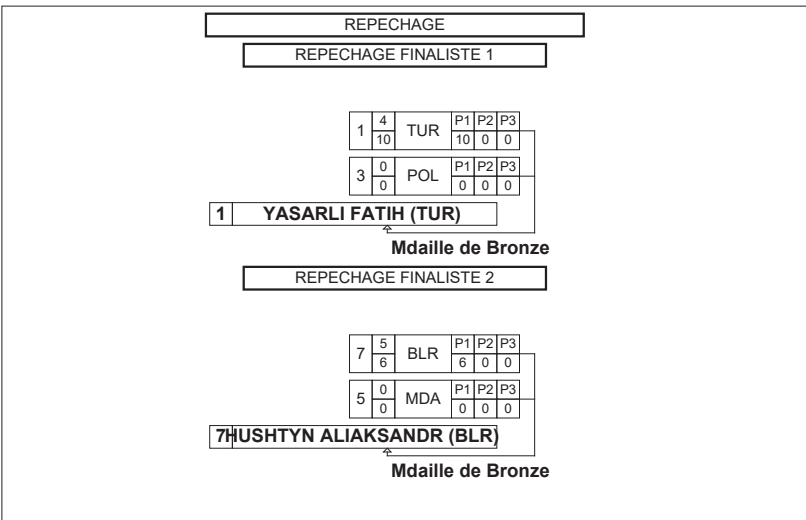 REPECHAGE
REPECHAGE FINALISTE 1
1 4 TUR P1 P2 P3
10 10 0 0
3 0 POL P1 P2 P3
0 0 0 0
1 YASARLI FATIH (TUR)
Mdaille de Bronze
REPECHAGE FINALISTE 2
7 5 BLR P1 P2 P3
6 6 0 0
5 0 MDA P1 P2 P3
0 0 0 0
7 HUSHTYN ALIAKSANDR (BLR)
Mdaille de Bronze